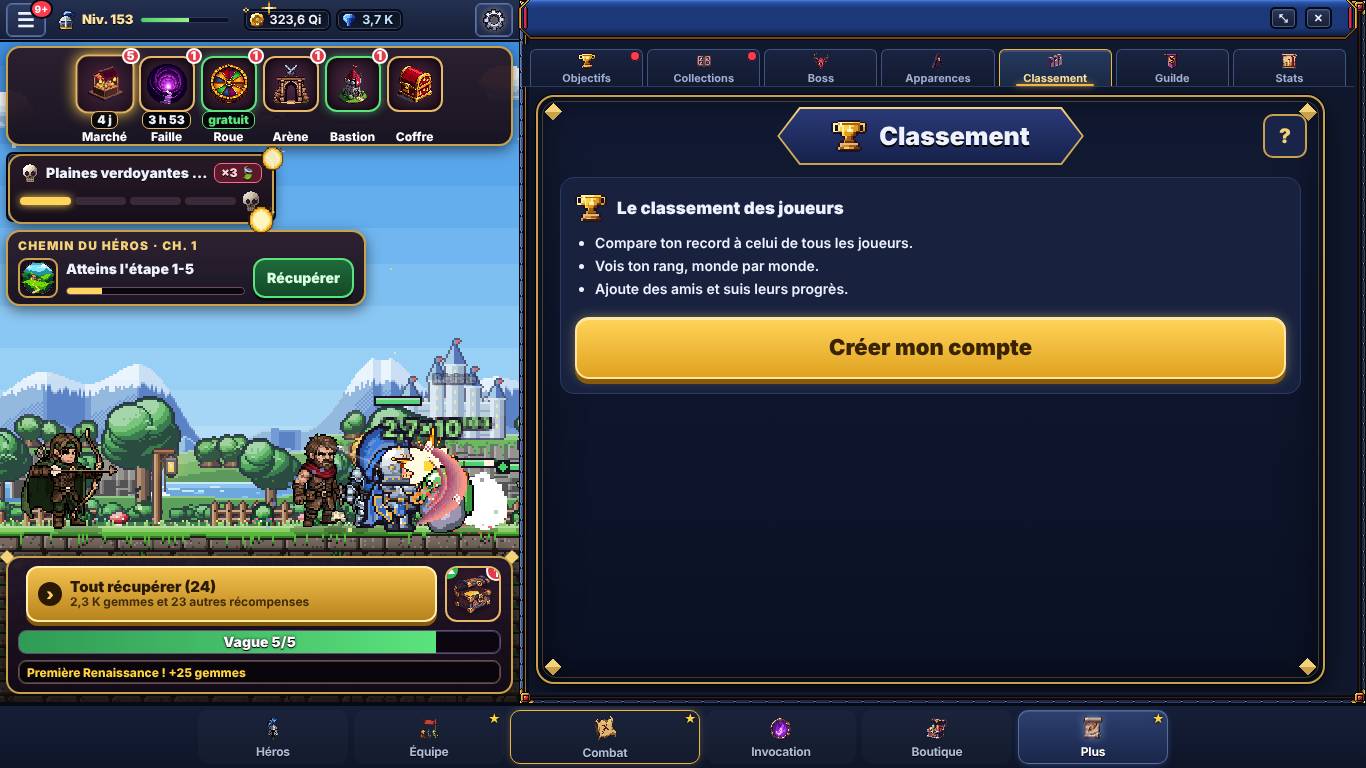 9+
Niv. 153
323,6 Qi
3,7 K
5
1
1
1
1
4 j
3 h 53
gratuit
Marché
Faille
Roue
Arène
Bastion
Coffre
Plaines verdoyantes ...
×3
CHEMIN DU HÉROS · CH. 1
Atteins l'étape 1-5
Récupérer
Tout récupérer (24)
2,3 K gemmes et 23 autres récompenses
Vague 5/5
Première Renaissance ! +25 gemmes
Objectifs
Collections
Boss
Apparences
Classement
Guilde
Stats
Classement
?
Le classement des joueurs
• Compare ton record à celui de tous les joueurs.
• Vois ton rang, monde par monde.
• Ajoute des amis et suis leurs progrès.
Créer mon compte
Héros
Équipe
Combat
Invocation
Boutique
Plus